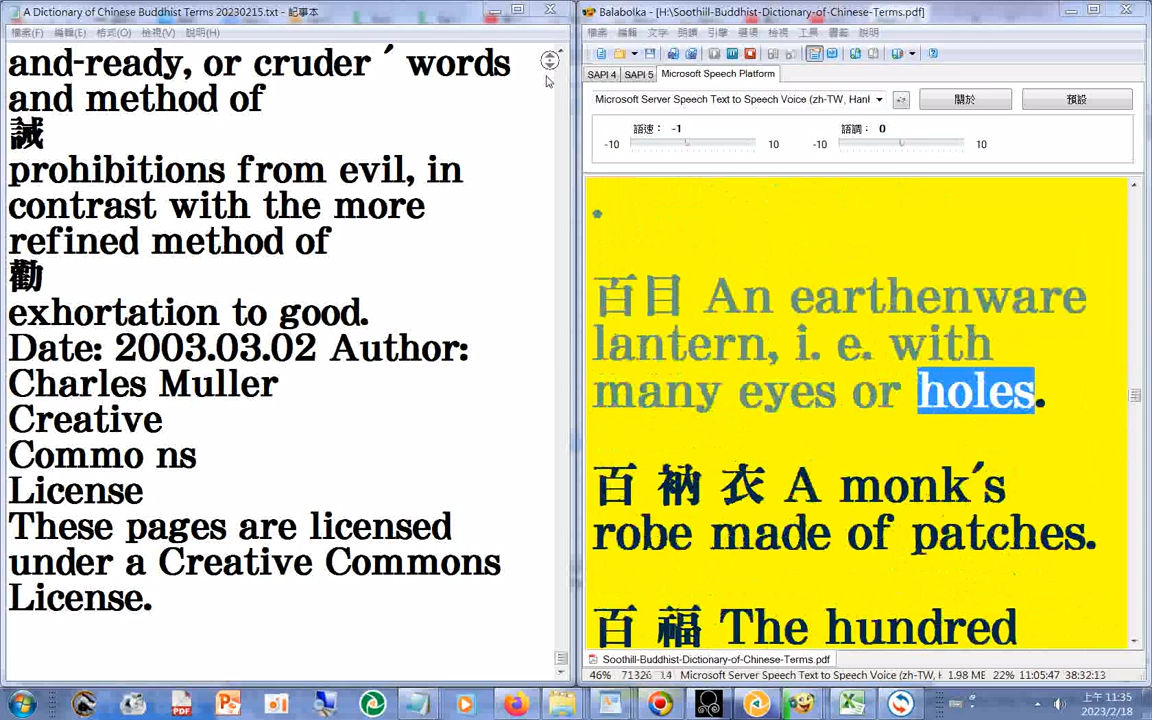 A Dictionary of Chinese Buddhist Terms 20230215.txt - 記事本
檔案(F) 編輯(E) 格式(O) 檢視(V) 說明(H)
and-ready, or cruder ˊ words
and method of
誡
prohibitions from evil, in
contrast with the more
refined method of
勸
exhortation to good.
Date: 2003.03.02 Author:
Charles Muller
Creative
Commo ns
License
These pages are licensed
under a Creative Commons
License.
Balabolka - [H:\Soothill-Buddhist-Dictionary-of-Chinese-Terms.pdf]
檔案 編輯 文字 朗讀 引擎 選項 檢視 工具 書籤 說明
SAPI 4 SAPI 5 Microsoft Speech Platform
Microsoft Server Speech Text to Speech Voice (zh-TW, Hanl
關於
預設
語速： -1 語調： 0
-10 10 -10 10
百目 An earthenware
lantern, i. e. with
many eyes or holes.
百 衲 衣 A monkˊs
robe made of patches.
百 福 The hundred
Soothill-Buddhist-Dictionary-of-Chinese-Terms.pdf
46% 71326 Microsoft Server Speech Text to Speech Voice (zh-TW, H 1.98 ME 22% 11:05:47 38:32:13
上午 11:35
2023/2/18